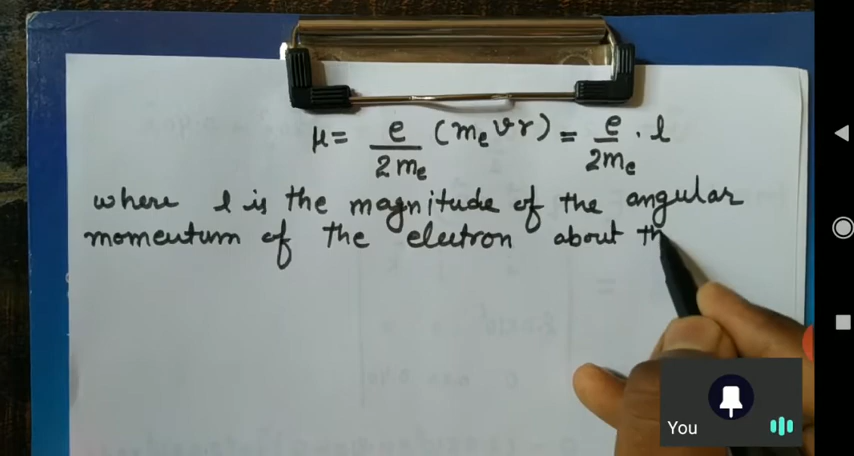 μ = e/2mₑ (mₑvr) = e/2mₑ . l
where l is the magnitude of the angular
momentum of the electron about th
You